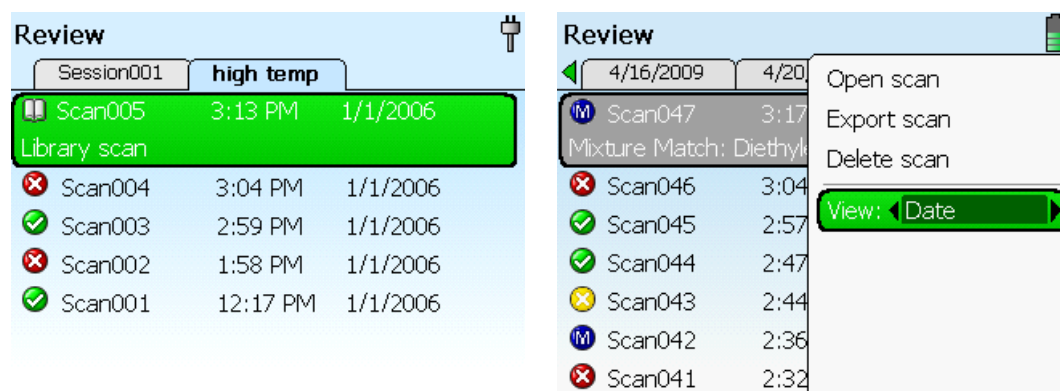 Review
Session001 high temp
Scan005 3:13 PM 1/1/2006
Library scan
Scan004 3:04 PM 1/1/2006
Scan003 2:59 PM 1/1/2006
Scan002 1:58 PM 1/1/2006
Scan001 12:17 PM 1/1/2006
Review
4/16/2009 4/20
M Scan047 3:17
Mixture Match:
Scan046 3:04
Scan045 2:57
Scan044 2:47
Scan043 2:44
M Scan042 2:36
Scan041 2:32
Open scan
Export scan
Delete scan
View: Date